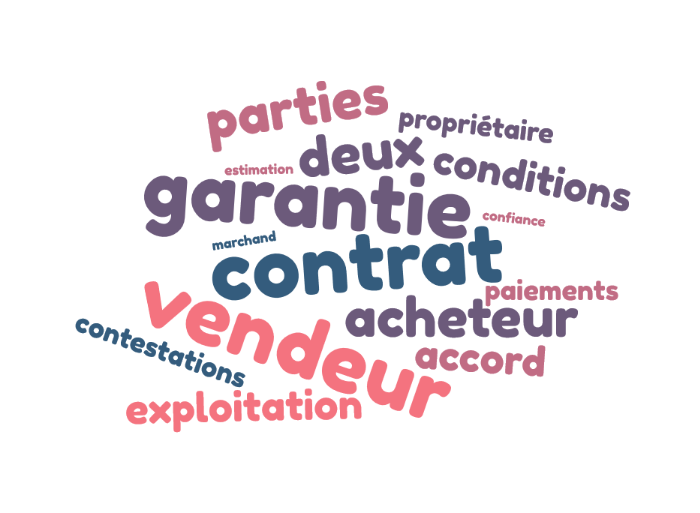 parties
propriétaire
deux
conditions
estimation
garantie
confiance
marchand
contrat
vendeur
paiements
acheteur
contestations
accord
exploitation